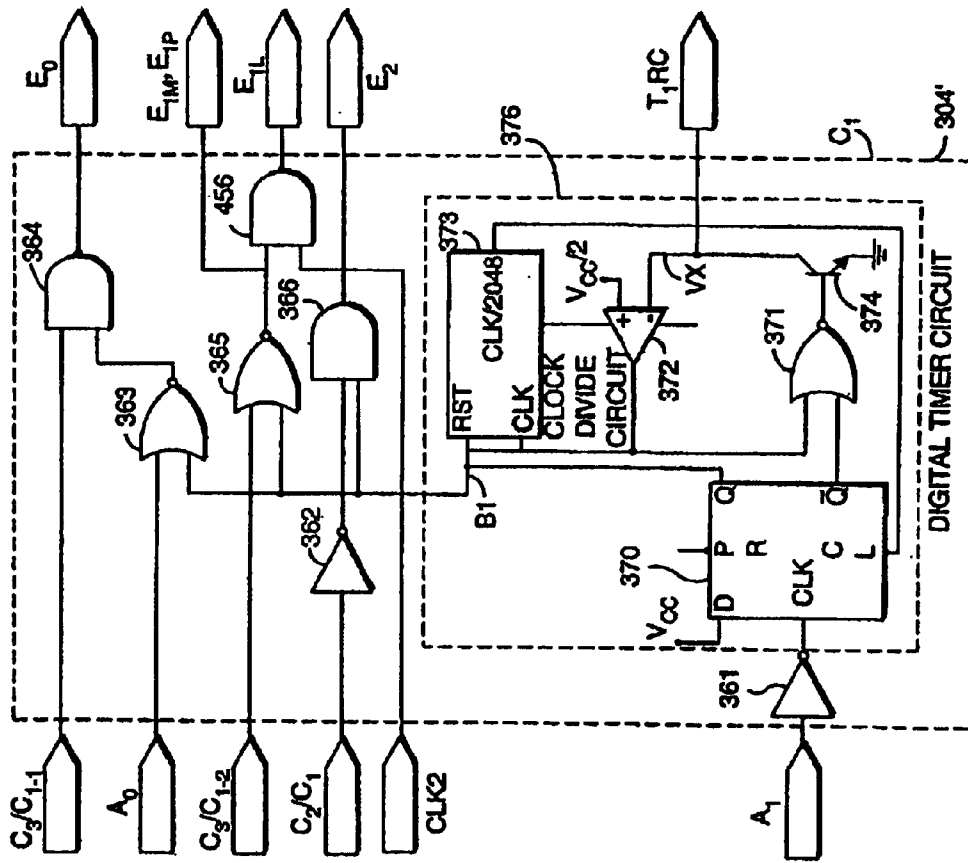 C₃/C₁₋₁
A₀
C₃/C₁₋₂
C₂/C₁
CLK2
A₁
364
363
365
362
366
456
E₀
E₁M, E₁P
E₁L
E₂
T₁RC
376
C₁
304'
373
RST
CLK/2048
CLK
CLOCK
DIVIDE
CIRCUIT
V_CC/2
+
-
372
VX
371
374
B1
370
V_CC
D
P
Q
R
CLK
C
L
Q̅
361
DIGITAL TIMER CIRCUIT